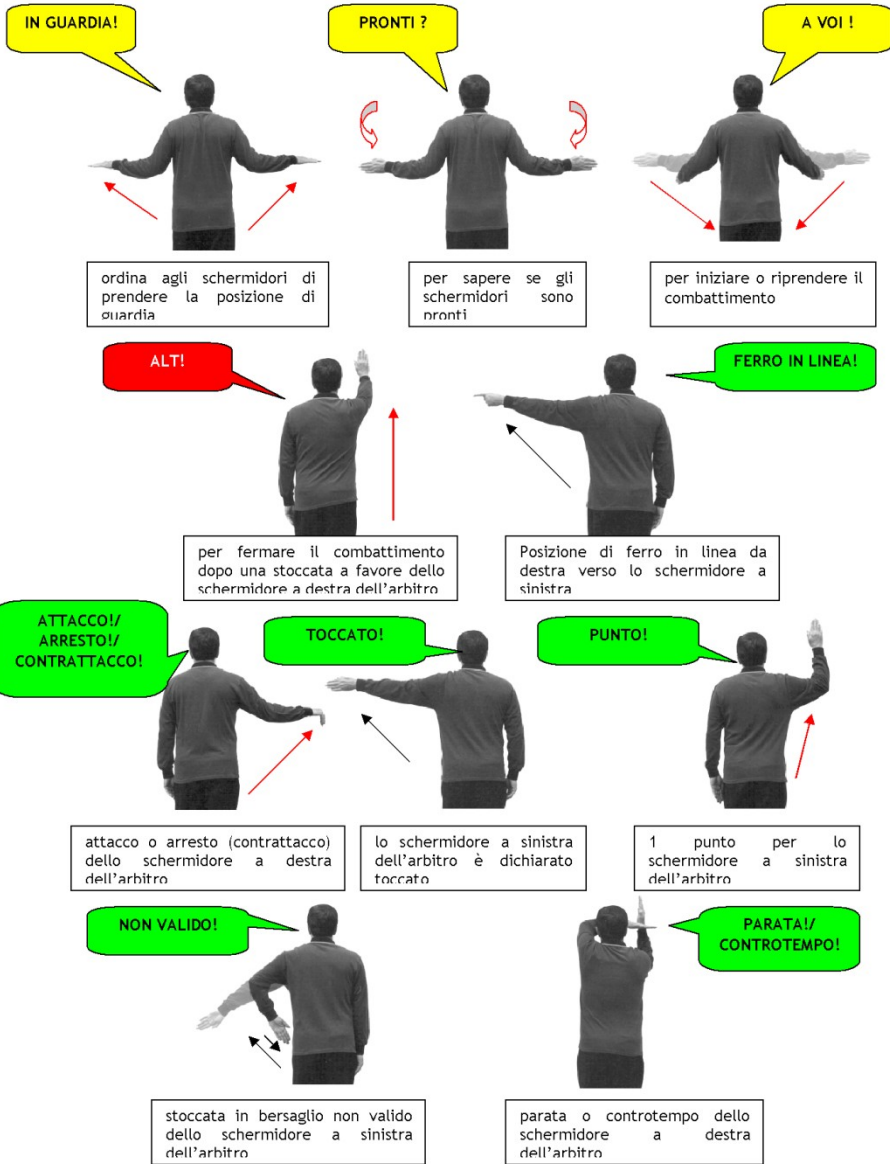 IN GUARDIA!
PRONTI ?
A VOI !
ordina agli schermidori di
prendere la posizione di
guardia
per sapere se gli
schermidori sono
pronti
per iniziare o riprendere il
combattimento
ALT!
FERRO IN LINEA!
per fermare il combattimento
dopo una stoccata a favore dello
schermidore a destra dell'arbitro
Posizione di ferro in linea da
destra verso lo schermidore a
sinistra
ATTACCO!/
ARRESTO!/
CONTRATTACCO!
TOCCATO!
PUNTO!
attacco o arresto (contrattacco)
dello schermidore a destra
dell'arbitro
lo schermidore a sinistra
dell'arbitro è dichiarato
toccato
1 punto per lo
schermidore a sinistra
dell'arbitro
NON VALIDO!
PARATA!/
CONTROTEMPO!
stoccata in bersaglio non valido
dello schermidore a sinistra
dell'arbitro
parata o controtempo dello
schermidore a destra
dell'arbitro